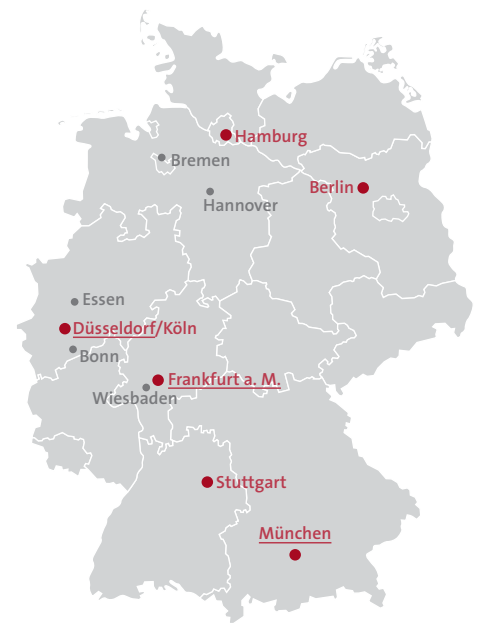 Hamburg
Bremen
Berlin
Hannover
Essen
Düsseldorf/Köln
Bonn
Frankfurt a. M.
Wiesbaden
Stuttgart
München